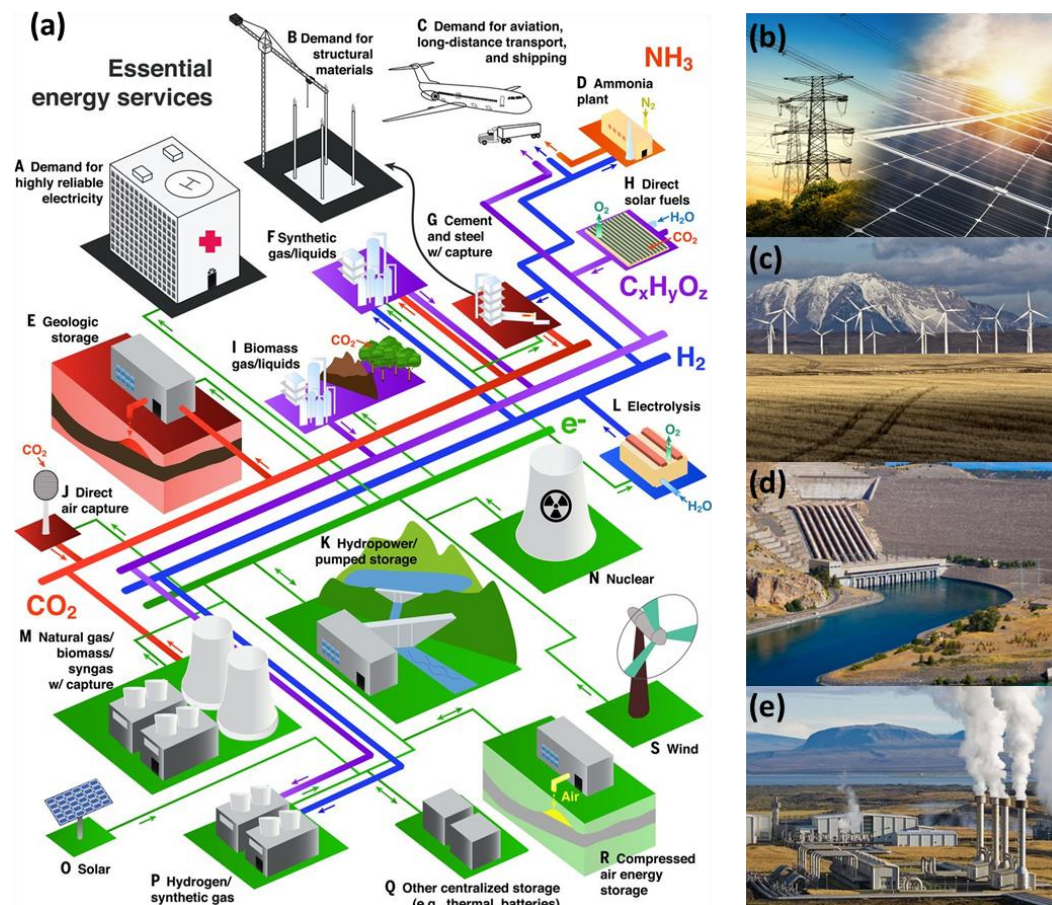 (a)
Essential
energy services
A Demand for
highly reliable
electricity
B Demand for
structural
materials
C Demand for aviation,
long-distance transport,
and shipping
NH₃
D Ammonia
plant
N₂
H Direct
solar fuels
O₂
H₂O
CO₂
CₓHᵧO_z
G Cement
and steel
w/ capture
F Synthetic
gas/liquids
E Geologic
storage
I Biomass
gas/liquids
CO₂
H₂
L Electrolysis
O₂
H₂O
e⁻
CO₂
J Direct
air capture
K Hydropower/
pumped storage
N Nuclear
CO₂
M Natural gas/
biomass/
syngas
w/ capture
S Wind
O Solar
P Hydrogen/
synthetic gas
Q Other centralized storage
(e.g., thermal, batteries)
Air
R Compressed
air energy
storage
(b)
(c)
(d)
(e)